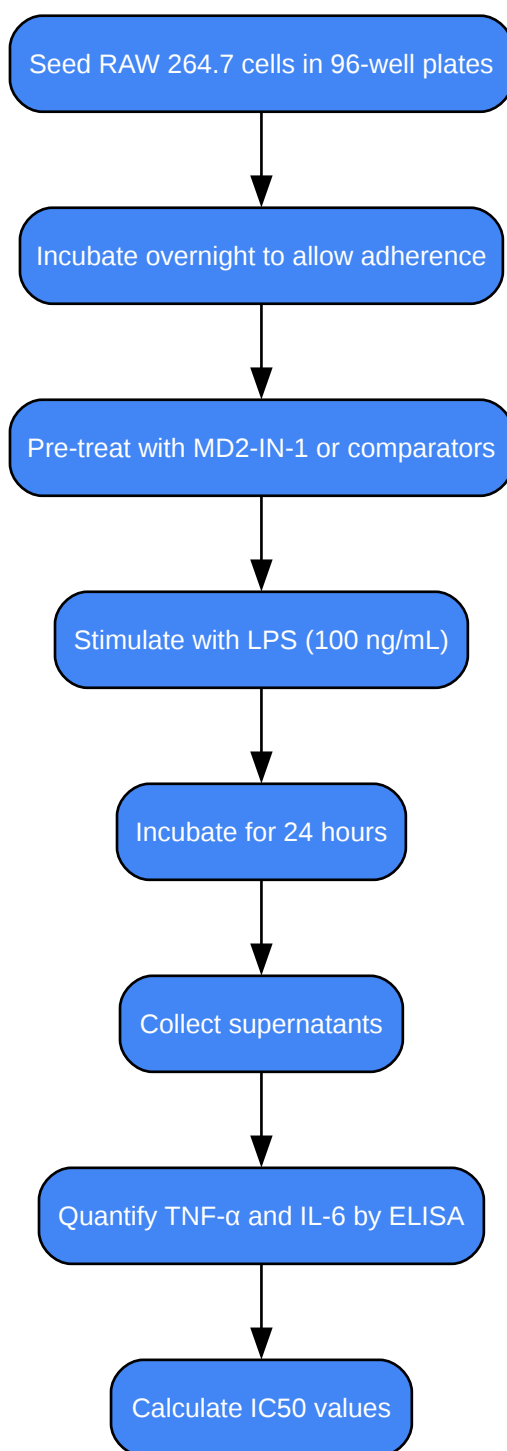 Seed RAW 264.7 cells in 96-well plates
Incubate overnight to allow adherence
Pre-treat with MD2-IN-1 or comparators
Stimulate with LPS (100 ng/mL)
Incubate for 24 hours
Collect supernatants
Quantify TNF-α and IL-6 by ELISA
Calculate IC50 values